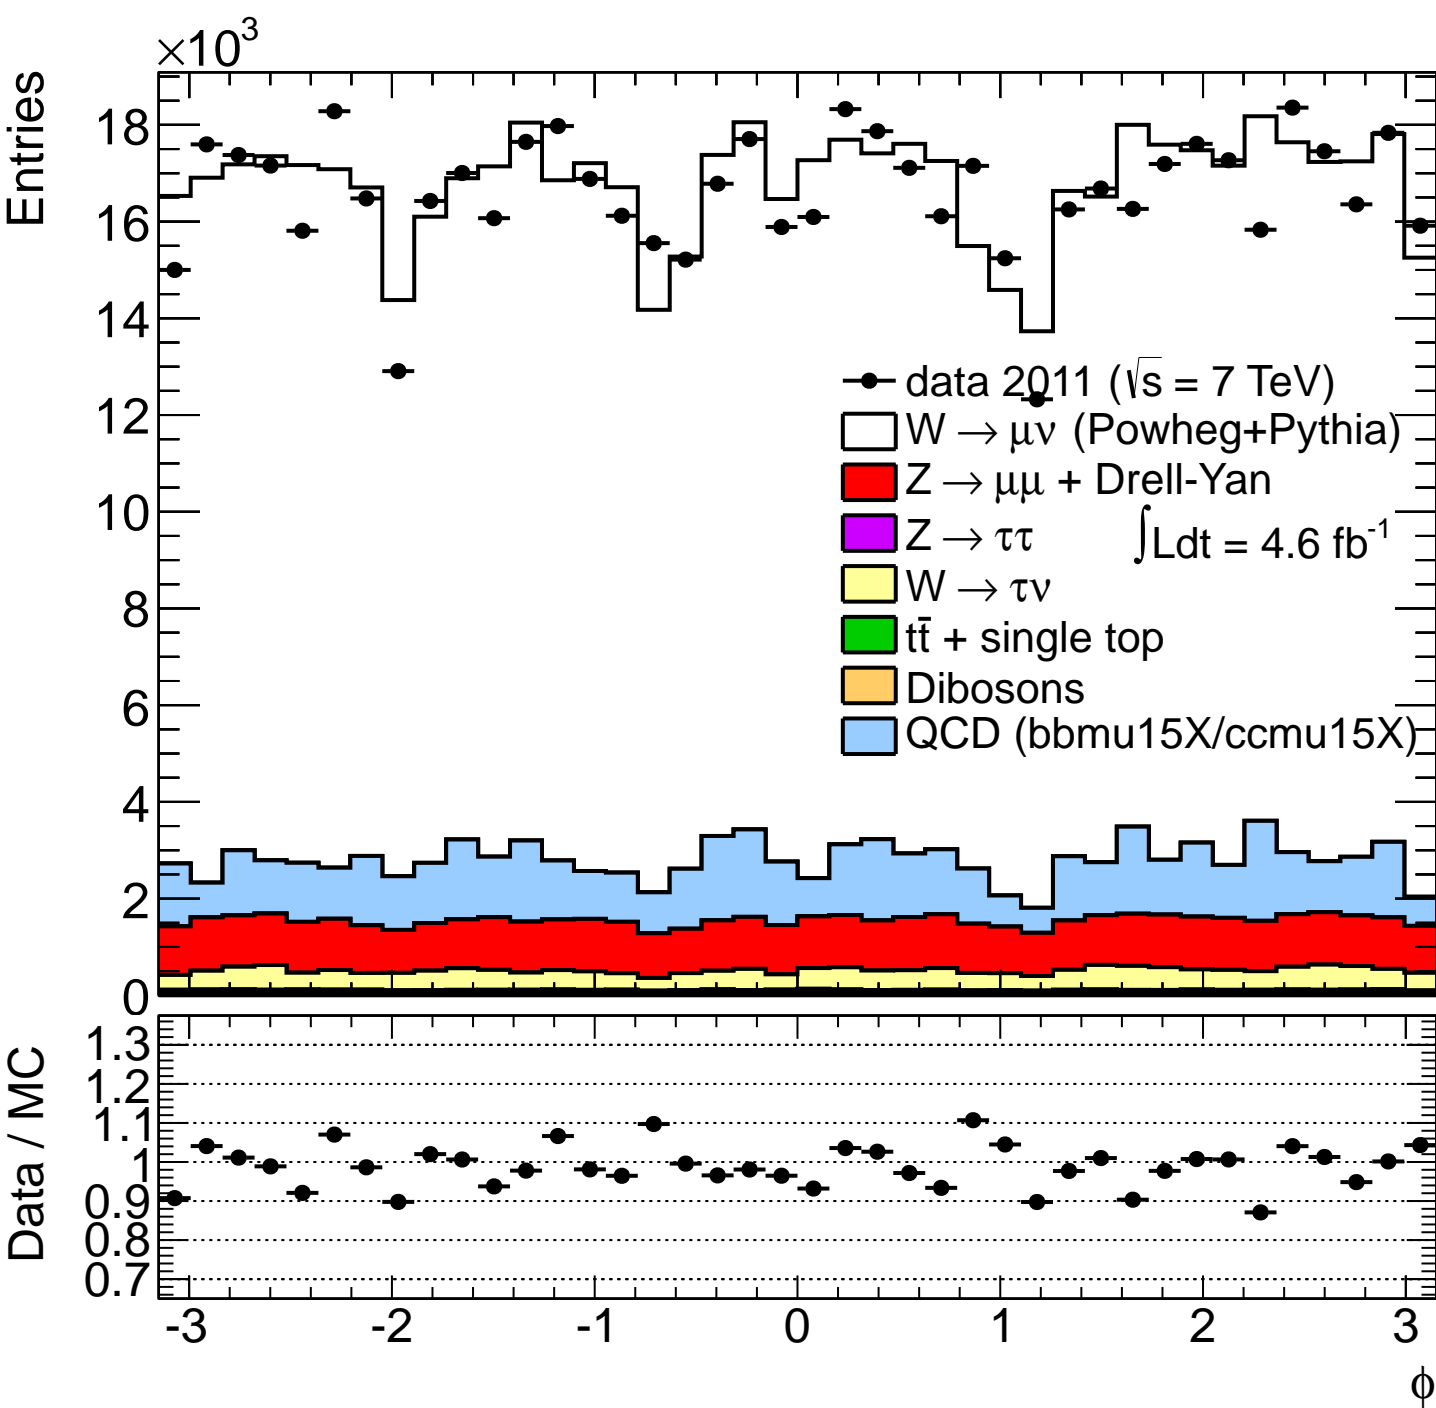 ×10³
Entries
18
16
14
12
10
8
6
4
2
0
data 2011 (√s = 7 TeV)
W → μν (Powheg+Pythia)
Z → μμ + Drell-Yan
Z → ττ
∫Ldt = 4.6 fb⁻¹
W → τν
tt̄ + single top
Dibosons
QCD (bbmu15X/ccmu15X)
Data / MC
1.3
1.2
1.1
1
0.9
0.8
0.7
-3 -2 -1 0 1 2 3
ϕ